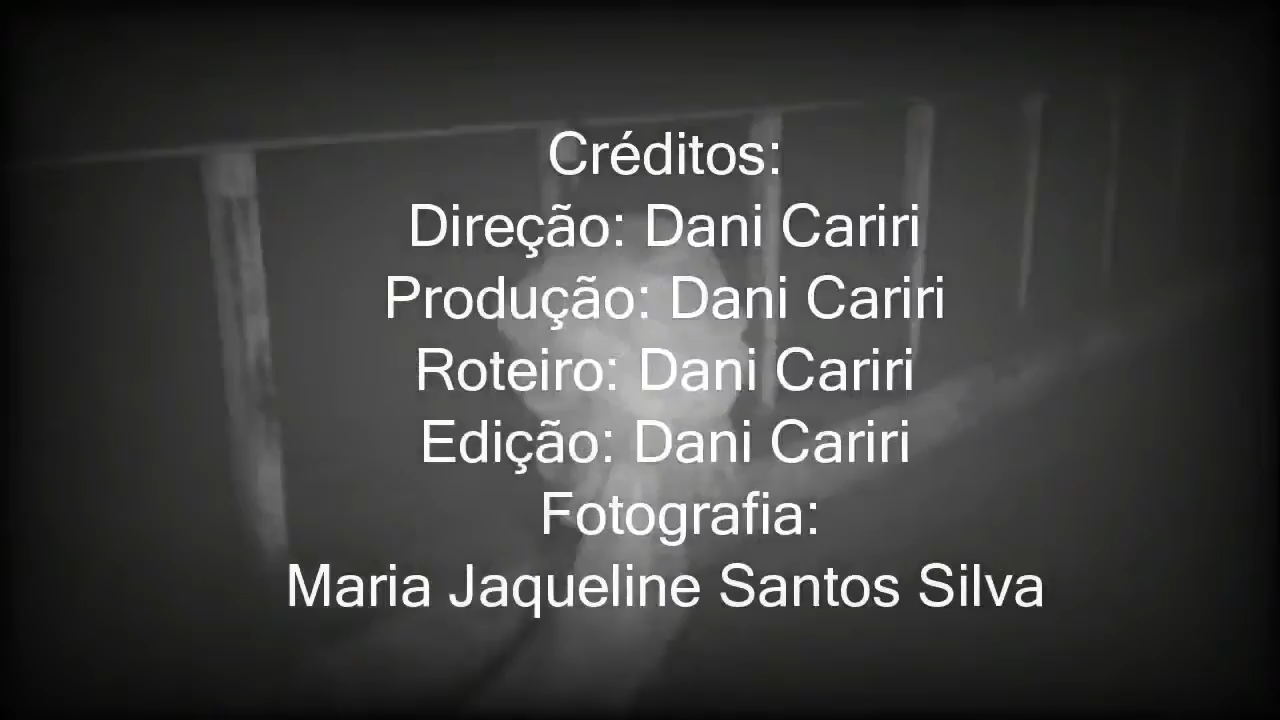 Créditos:
Direção: Dani Cariri
Produção: Dani Cariri
Roteiro: Dani Cariri
Edição: Dani Cariri
Fotografia:
Maria Jaqueline Santos Silva